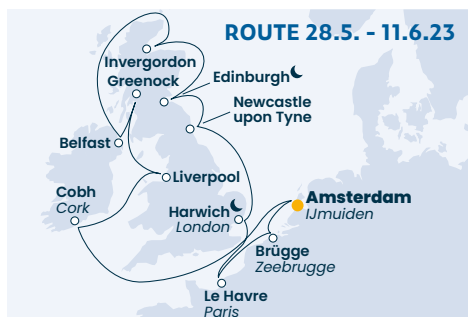 ROUTE 28.5. - 11.6.23
Invergordon
Greenock
Edinburgh
Newcastle
upon Tyne
Belfast
Liverpool
Cobh
Cork
Harwich
London
Amsterdam
IJmuiden
Brügge
Zeebrugge
Le Havre
Paris